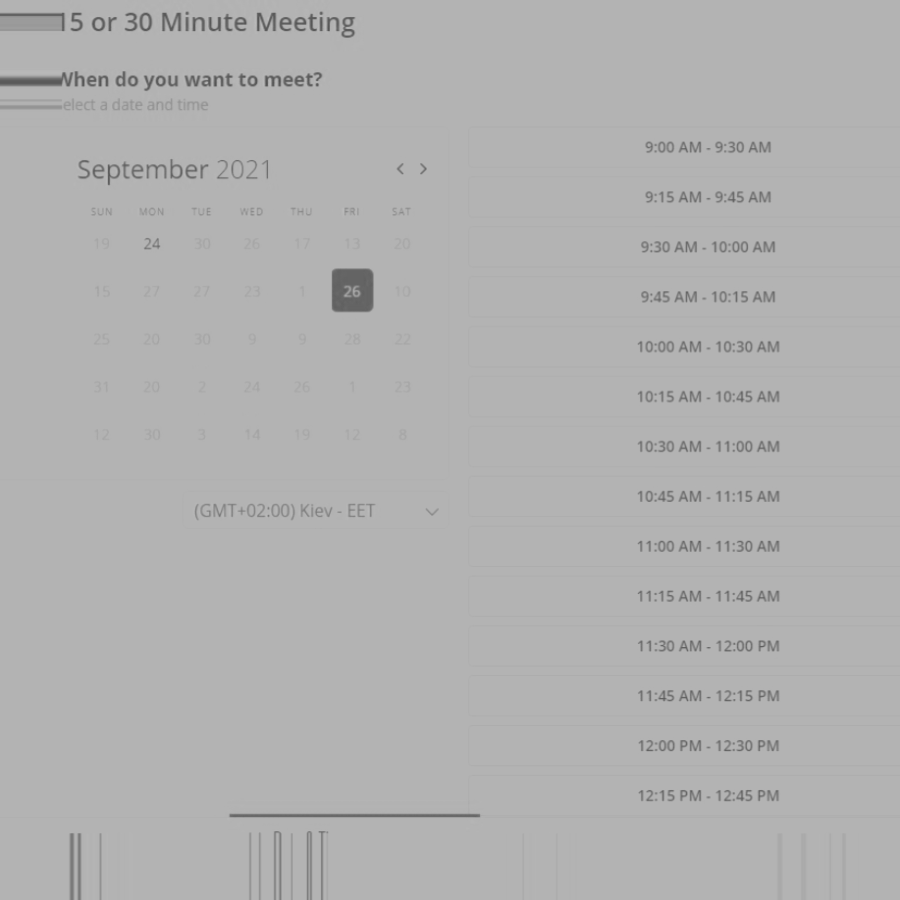 15 or 30 Minute Meeting
When do you want to meet?
elect a date and time
September 2021
SUN MON TUE WED THU FRI SAT
19 24 30 26 17 13 20
15 27 27 23 1 26 10
25 20 30 9 9 28 22
31 20 2 24 26 1 23
12 30 3 14 19 12 8
(GMT+02:00) Kiev - EET
9:00 AM - 9:30 AM
9:15 AM - 9:45 AM
9:30 AM - 10:00 AM
9:45 AM - 10:15 AM
10:00 AM - 10:30 AM
10:15 AM - 10:45 AM
10:30 AM - 11:00 AM
10:45 AM - 11:15 AM
11:00 AM - 11:30 AM
11:15 AM - 11:45 AM
11:30 AM - 12:00 PM
11:45 AM - 12:15 PM
12:00 PM - 12:30 PM
12:15 PM - 12:45 PM